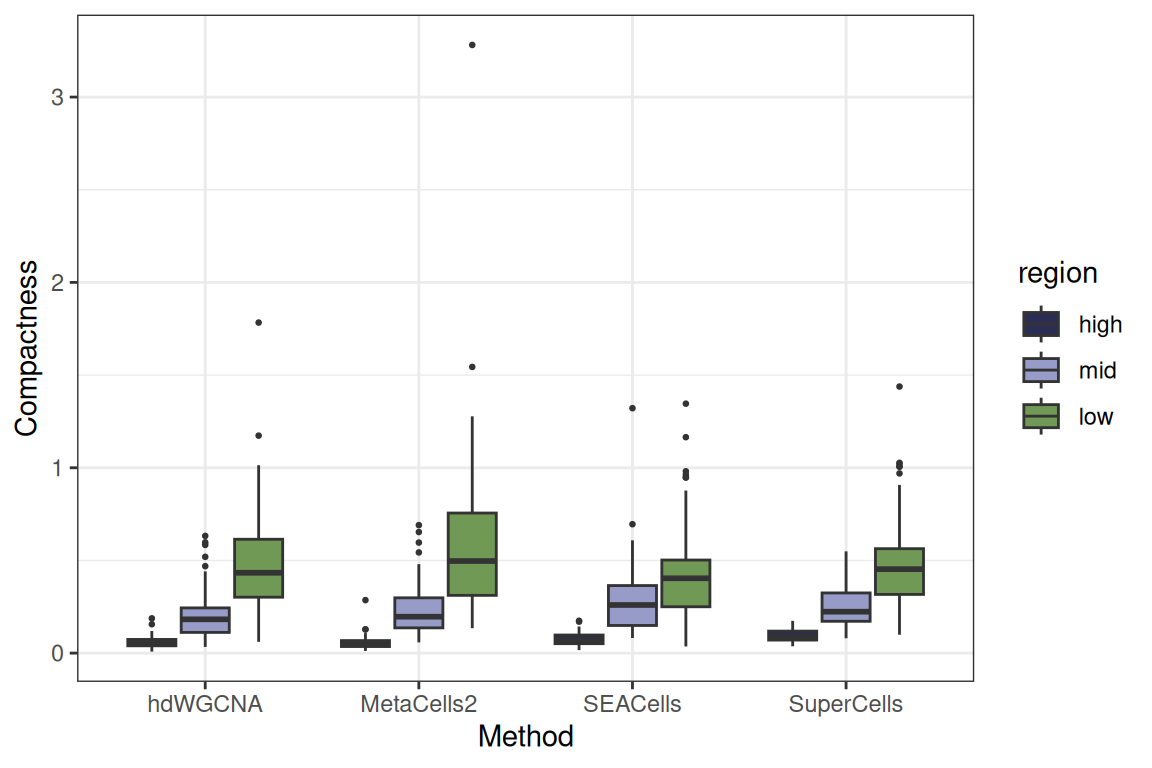 3
2
1
0
Compactness
hdWGCNA
MetaCells2
SEACells
SuperCells
Method
region
high
mid
low